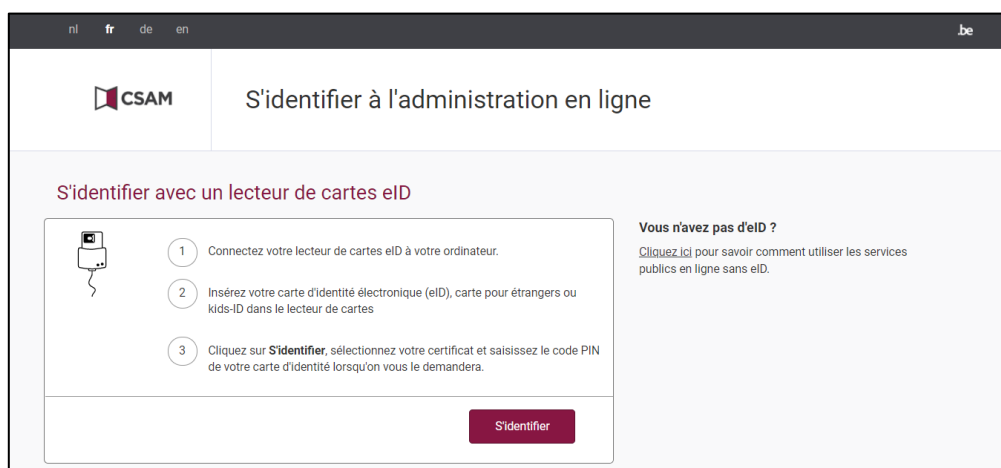 nl fr de en .be
CSAM
S'identifier à l'administration en ligne
S'identifier avec un lecteur de cartes eID
1 Connectez votre lecteur de cartes eID à votre ordinateur.
2 Insérez votre carte d'identité électronique (eID), carte pour étrangers ou
kids-ID dans le lecteur de cartes
3 Cliquez sur S'identifier, sélectionnez votre certificat et saisissez le code PIN
de votre carte d'identité lorsqu'on vous le demandera.
S'identifier
Vous n'avez pas d'eID ?
Cliquez ici pour savoir comment utiliser les services
publics en ligne sans eID.